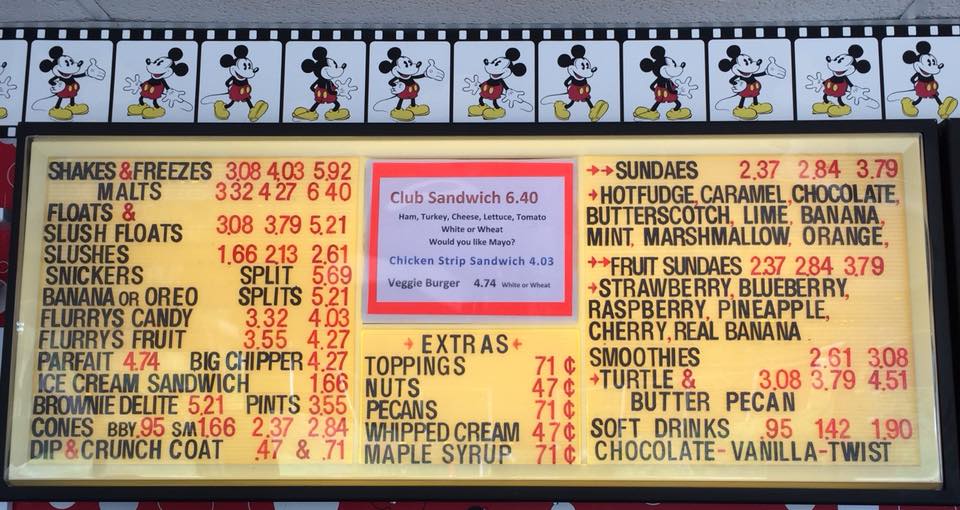 SHAKES & FREEZES 3.08 4.03 5.92
MALTS 3.32 4.27 6.40
FLOATS &
SLUSH FLOATS 3.08 3.79 5.21
SLUSHES 1.66 2.13 2.61
SNICKERS SPLIT 5.69
BANANA OR OREO SPLITS 5.21
FLURRYS CANDY 3.32 4.03
FLURRYS FRUIT 3.55 4.27
PARFAIT 4.74 BIG CHIPPER 4.27
ICE CREAM SANDWICH 1.66
BROWNIE DELITE 5.21 PINTS 3.55
CONES BBY .95 SM 1.66 2.37 2.84
DIP & CRUNCH COAT .47 & .71
Club Sandwich 6.40
Ham, Turkey, Cheese, Lettuce, Tomato
White or Wheat
Would you like Mayo?
Chicken Strip Sandwich 4.03
Veggie Burger 4.74 White or Wheat
EXTRAS
TOPPINGS 71 ¢
NUTS 47 ¢
PECANS 71 ¢
WHIPPED CREAM 47 ¢
MAPLE SYRUP 71 ¢
SUNDAES 2.37 2.84 3.79
HOTFUDGE, CARAMEL, CHOCOLATE,
BUTTERSCOTCH, LIME, BANANA,
MINT, MARSHMALLOW, ORANGE,
FRUIT SUNDAES 2.37 2.84 3.79
STRAWBERRY, BLUEBERRY,
RASPBERRY, PINEAPPLE,
CHERRY, REAL BANANA
SMOOTHIES 2.61 3.08
TURTLE & 3.08 3.79 4.51
BUTTER PECAN
SOFT DRINKS .95 1.42 1.90
CHOCOLATE-VANILLA-TWIST